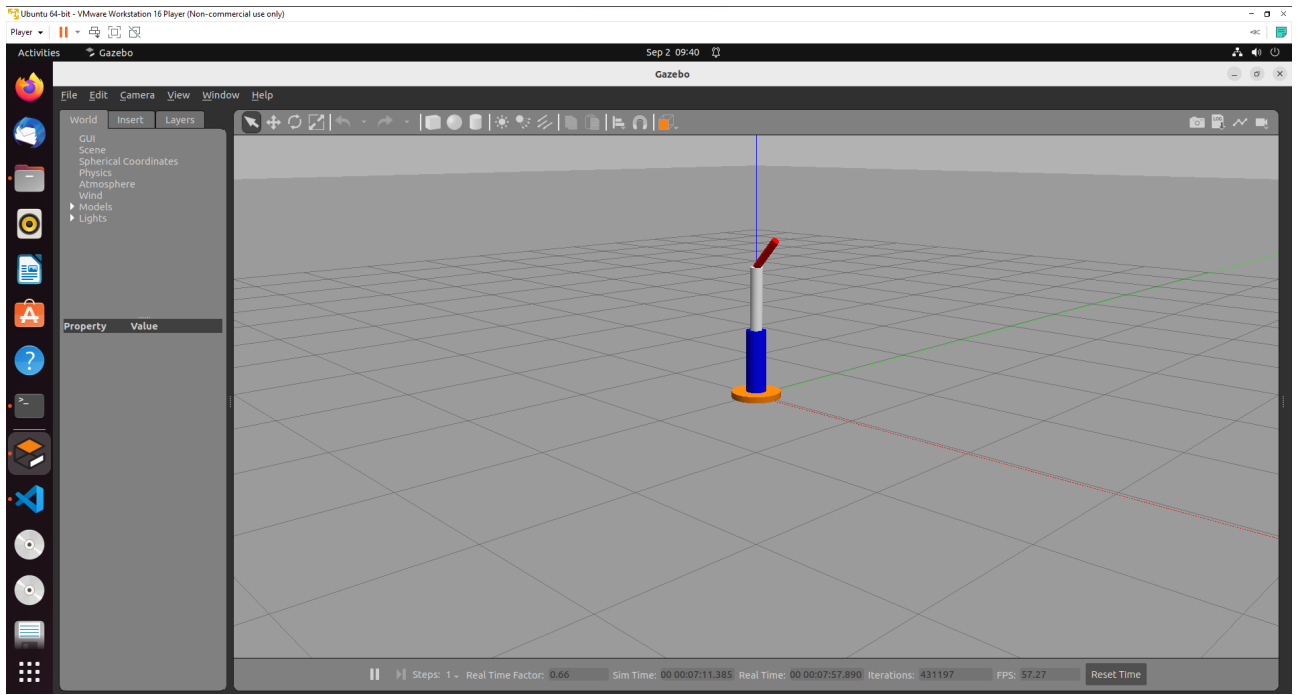 Ubuntu 64-bit - VMware Workstation 16 Player (Non-commercial use only)
Player
Activities Gazebo Sep 2 09:40
Gazebo
File Edit Camera View Window Help
World Insert Layers
GUI
Scene
Spherical Coordinates
Physics
Atmosphere
Wind
Models
Lights
Property Value
Steps: 1 Real Time Factor: 0.66 Sim Time: 00 00:07:11.385 Real Time: 00 00:07:57.890 Iterations: 431197 FPS: 57.27 Reset Time